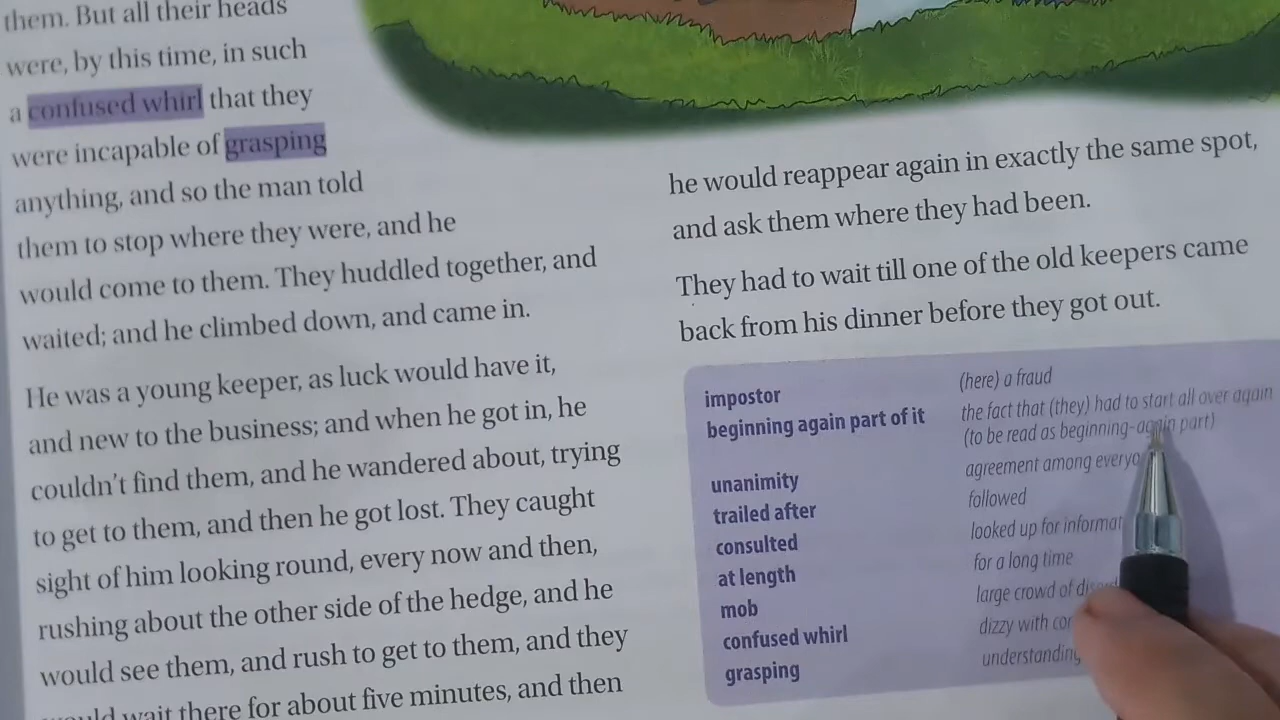 them. But all their heads
were, by this time, in such
a confused whirl that they
were incapable of grasping
anything, and so the man told
them to stop where they were, and he
would come to them. They huddled together, and
waited; and he climbed down, and came in.
He was a young keeper, as luck would have it,
and new to the business; and when he got in, he
couldn't find them, and he wandered about, trying
to get to them, and then he got lost. They caught
sight of him looking round, every now and then,
rushing about the other side of the hedge, and he
would see them, and rush to get to them, and they
would wait there for about five minutes, and then
he would reappear again in exactly the same spot,
and ask them where they had been.
They had to wait till one of the old keepers came
back from his dinner before they got out.
impostor (here) a fraud
beginning again part of it the fact that (they) had to start all over again
(to be read as beginning-again part)
unanimity agreement among
trailed after followed
consulted looked up for
at length for a long time
mob large crowd of
confused whirl dizzy with
grasping understanding